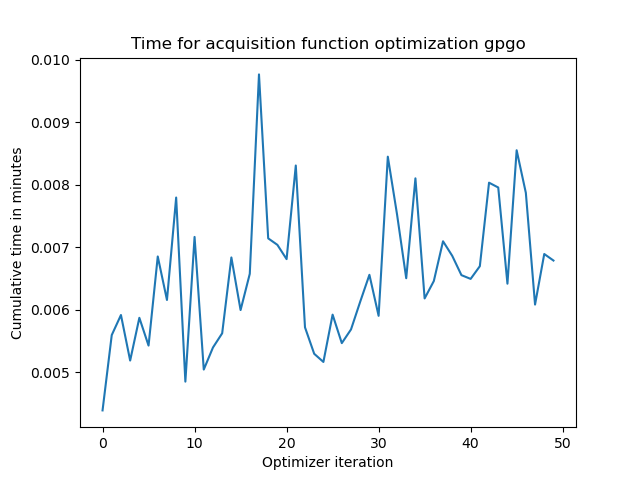 Time for acquisition function optimization gpgo
0.010
0.009
0.008
0.007
0.006
0.005
Cumulative time in minutes
0 10 20 30 40 50
Optimizer iteration